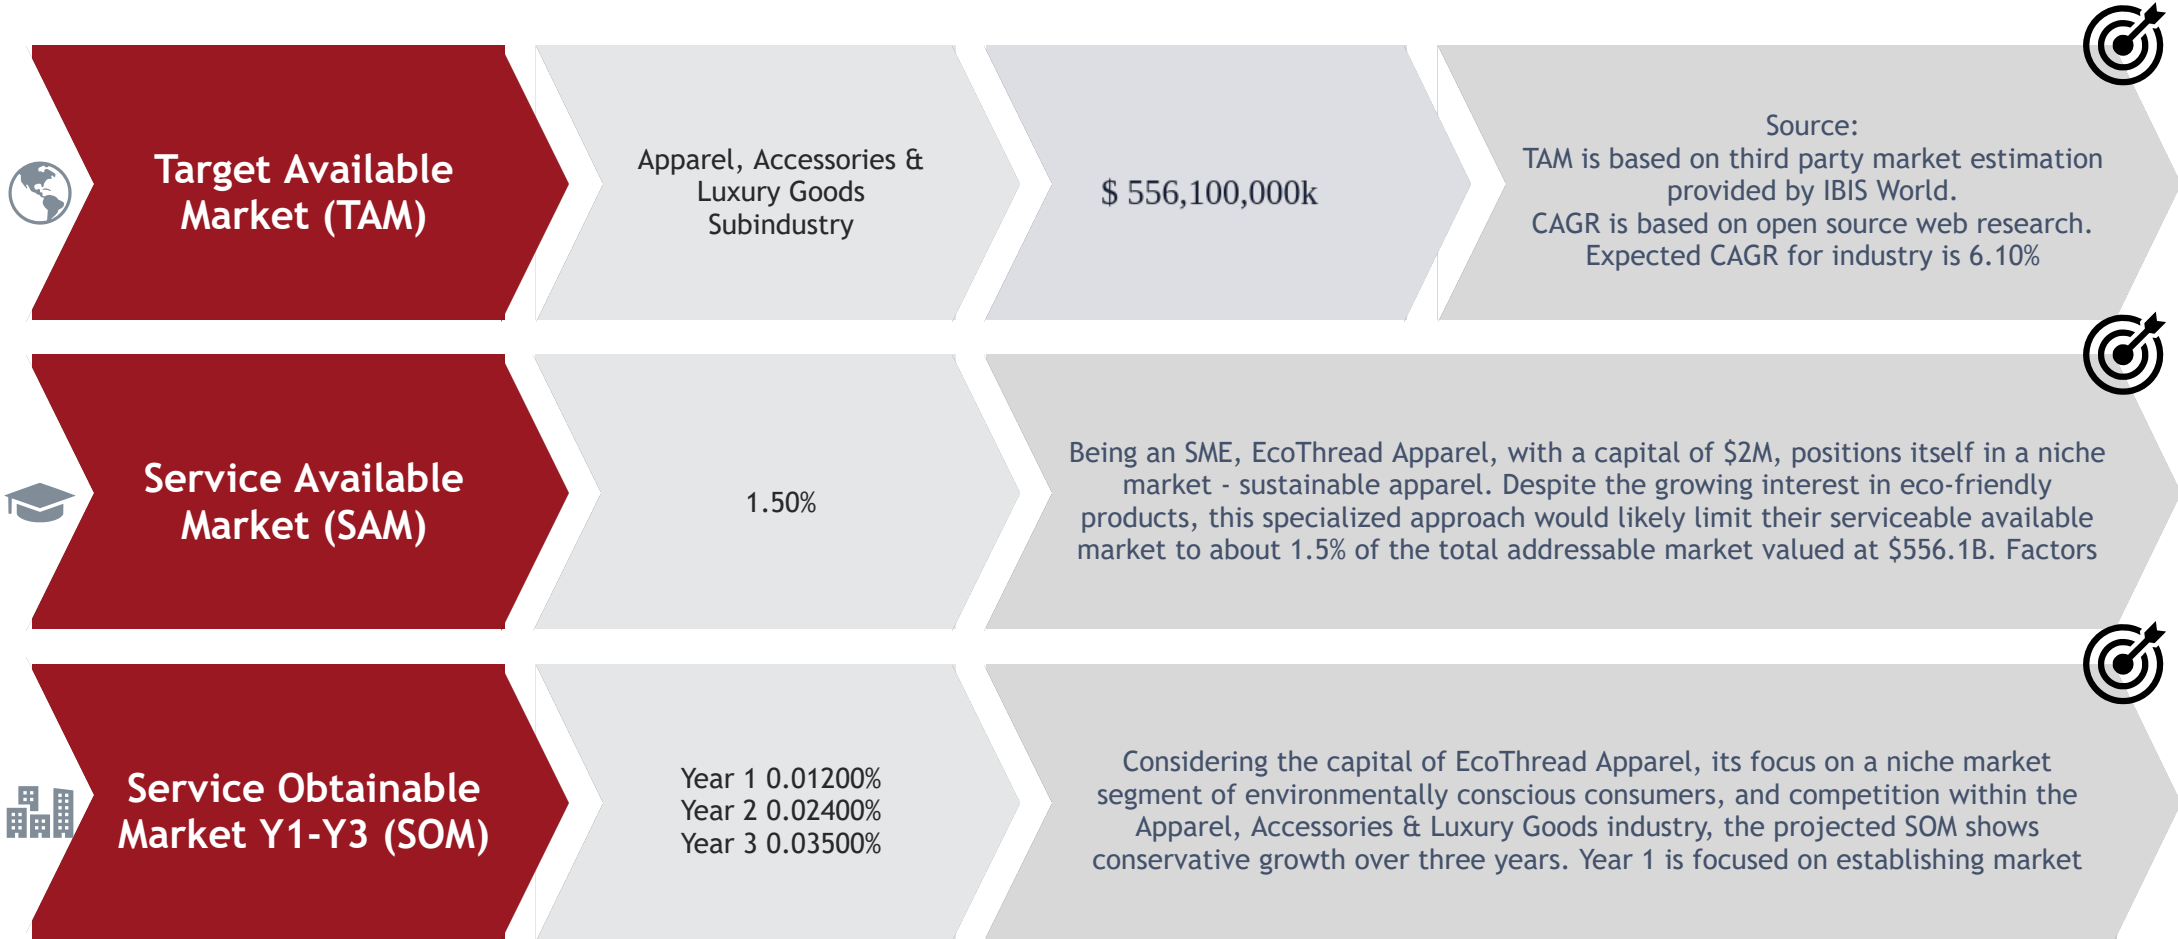 Target Available
Market (TAM)
Apparel, Accessories &
Luxury Goods
Subindustry
$ 556,100,000k
Source:
TAM is based on third party market estimation
provided by IBIS World.
CAGR is based on open source web research.
Expected CAGR for industry is 6.10%
Service Available
Market (SAM)
1.50%
Being an SME, EcoThread Apparel, with a capital of $2M, positions itself in a niche
market - sustainable apparel. Despite the growing interest in eco-friendly
products, this specialized approach would likely limit their serviceable available
market to about 1.5% of the total addressable market valued at $556.1B. Factors
Service Obtainable
Market Y1-Y3 (SOM)
Year 1 0.01200%
Year 2 0.02400%
Year 3 0.03500%
Considering the capital of EcoThread Apparel, its focus on a niche market
segment of environmentally conscious consumers, and competition within the
Apparel, Accessories & Luxury Goods industry, the projected SOM shows
conservative growth over three years. Year 1 is focused on establishing market